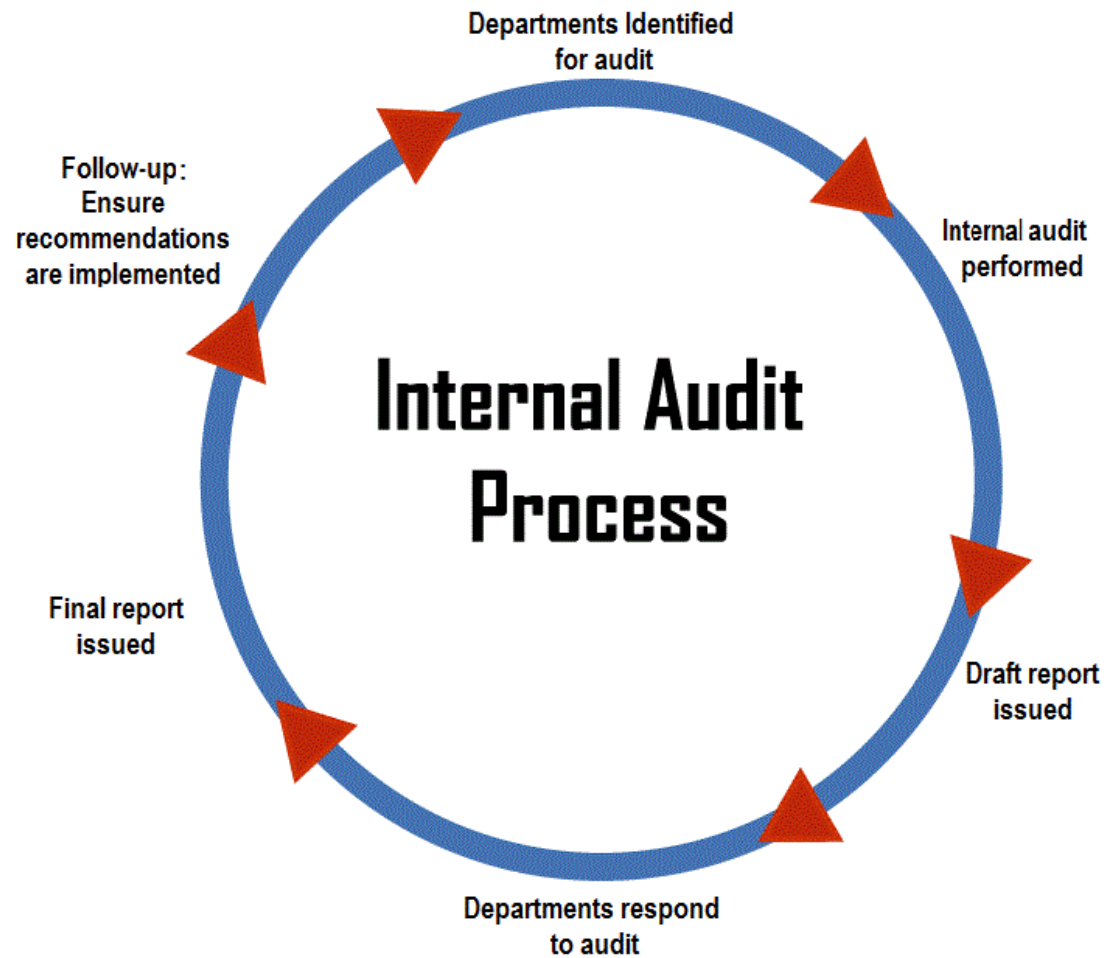 Departments Identified
for audit
Internal audit
performed
Draft report
issued
Departments respond
to audit
Final report
issued
Follow-up:
Ensure
recommendations
are implemented
Internal Audit
Process